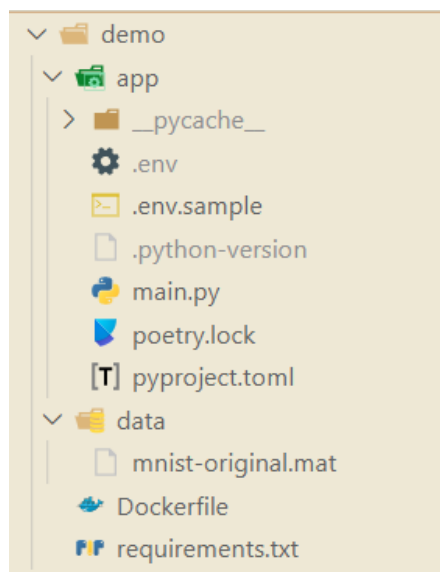 demo
app
__pycache__
.env
.env.sample
.python-version
main.py
poetry.lock
[T] pyproject.toml
data
mnist-original.mat
Dockerfile
requirements.txt